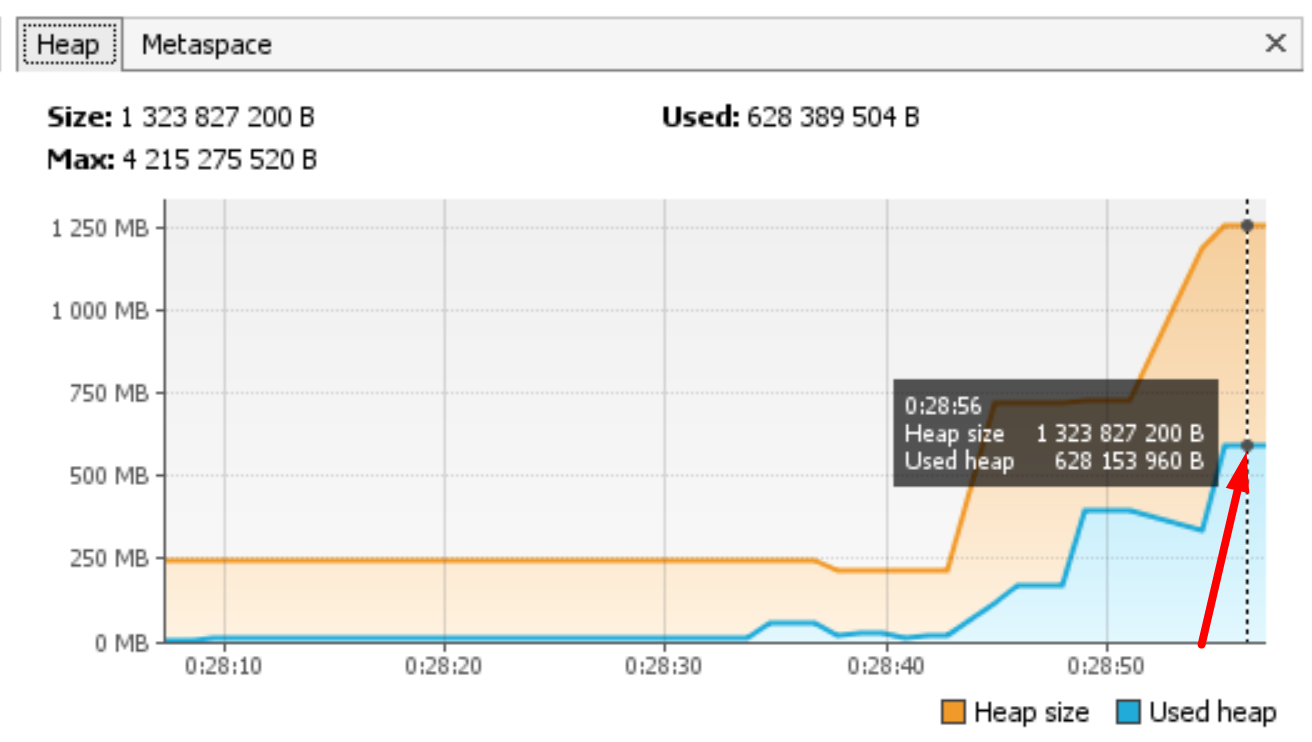 Heap Metaspace
Size: 1 323 827 200 B Used: 628 389 504 B
Max: 4 215 275 520 B
1 250 MB
1 000 MB
750 MB
500 MB
250 MB
0 MB
0:28:56
Heap size 1 323 827 200 B
Used heap 628 153 960 B
0:28:10 0:28:20 0:28:30 0:28:40 0:28:50
Heap size Used heap